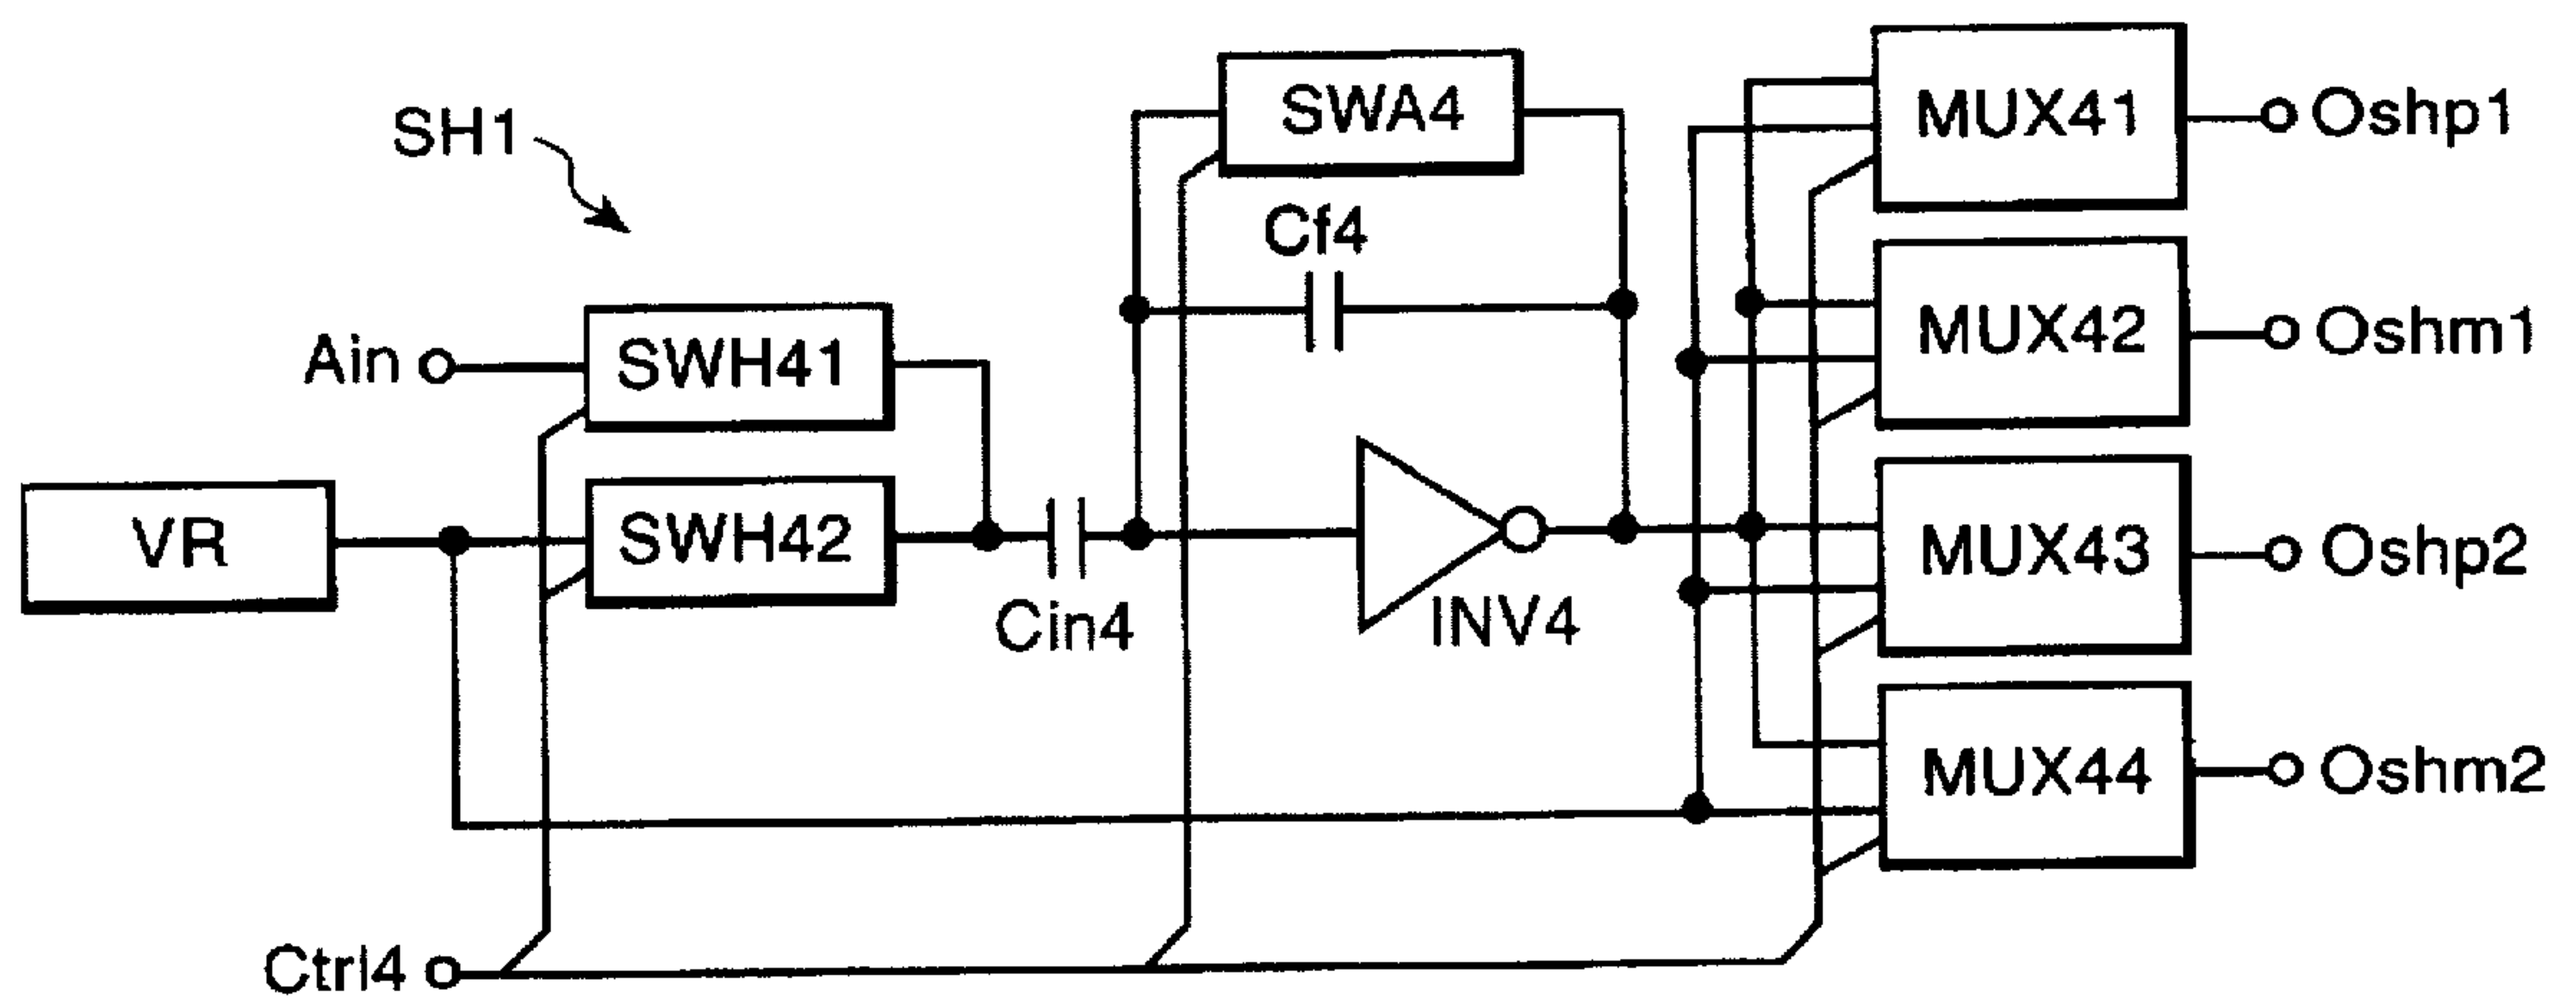 SH1
SWA4
MUX41
Oshp1
Cf4
Ain
SWH41
MUX42
Oshm1
VR
SWH42
Cin4
INV4
MUX43
Oshp2
MUX44
Oshm2
Ctrl4